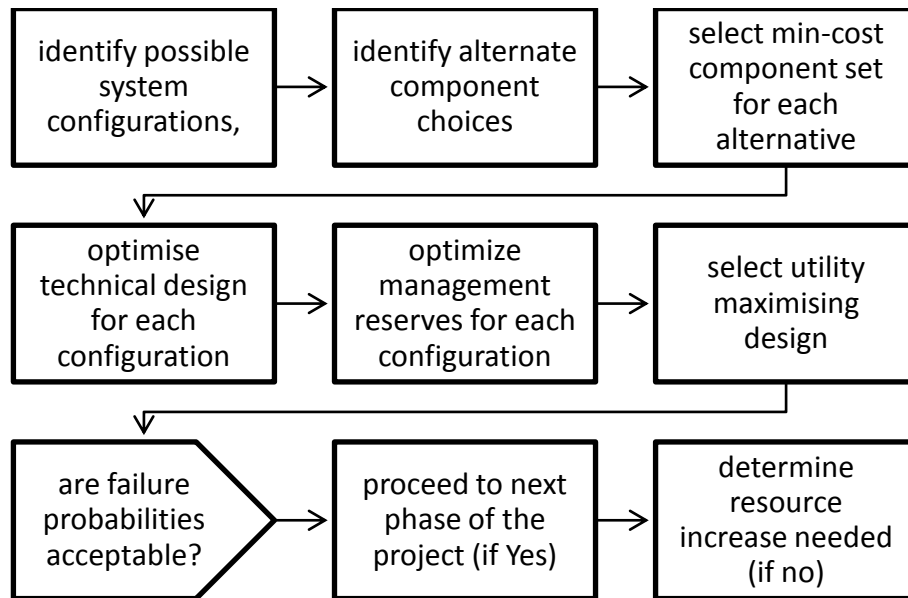 identify possible
system
configurations,
identify alternate
component
choices
select min-cost
component set
for each
alternative
optimise
technical design
for each
configuration
optimize
management
reserves for each
configuration
select utility
maximising
design
are failure
probabilities
acceptable?
proceed to next
phase of the
project (if Yes)
determine
resource
increase needed
(if no)